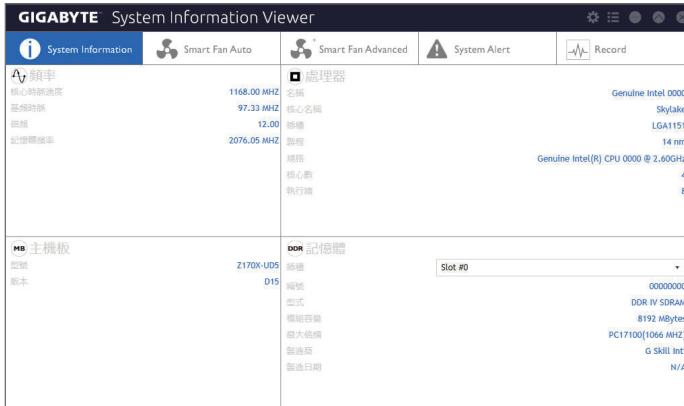 GIGABYTE System Information Viewer
System Information
Smart Fan Auto
Smart Fan Advanced
System Alert
Record
頻率
核心時脈速度 1168.00 MHZ
基頻時脈 97.33 MHZ
倍頻 12.00
記憶體頻率 2076.05 MHZ
處理器
名稱 Genuine Intel 0000
核心名稱 Skylake
插槽 LGA1151
製程 14 nm
規格 Genuine Intel(R) CPU 0000 @ 2.60GHz
核心數 4
執行緒 8
MB 主機板
型號 Z170X-UD5
版本 D15
DDR 記憶體
插槽 Slot #0
編號 00000000
型式 DDR IV SDRAM
模組容量 8192 MBytes
最大倍頻 PC17100[1066 MHZ]
製造商 G Skill Int
製造日期 N/A